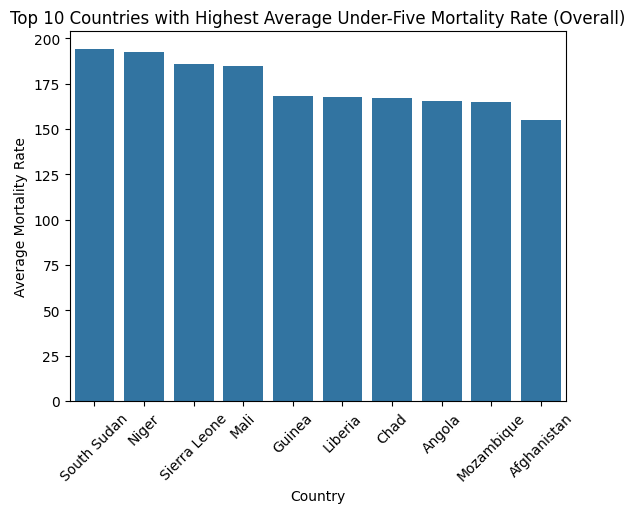 Top 10 Countries with Highest Average Under-Five Mortality Rate (Overall)
Average Mortality Rate
200
175
150
125
100
75
50
25
0
South Sudan
Niger
Sierra Leone
Mali
Guinea
Liberia
Chad
Angola
Mozambique
Afghanistan
Country